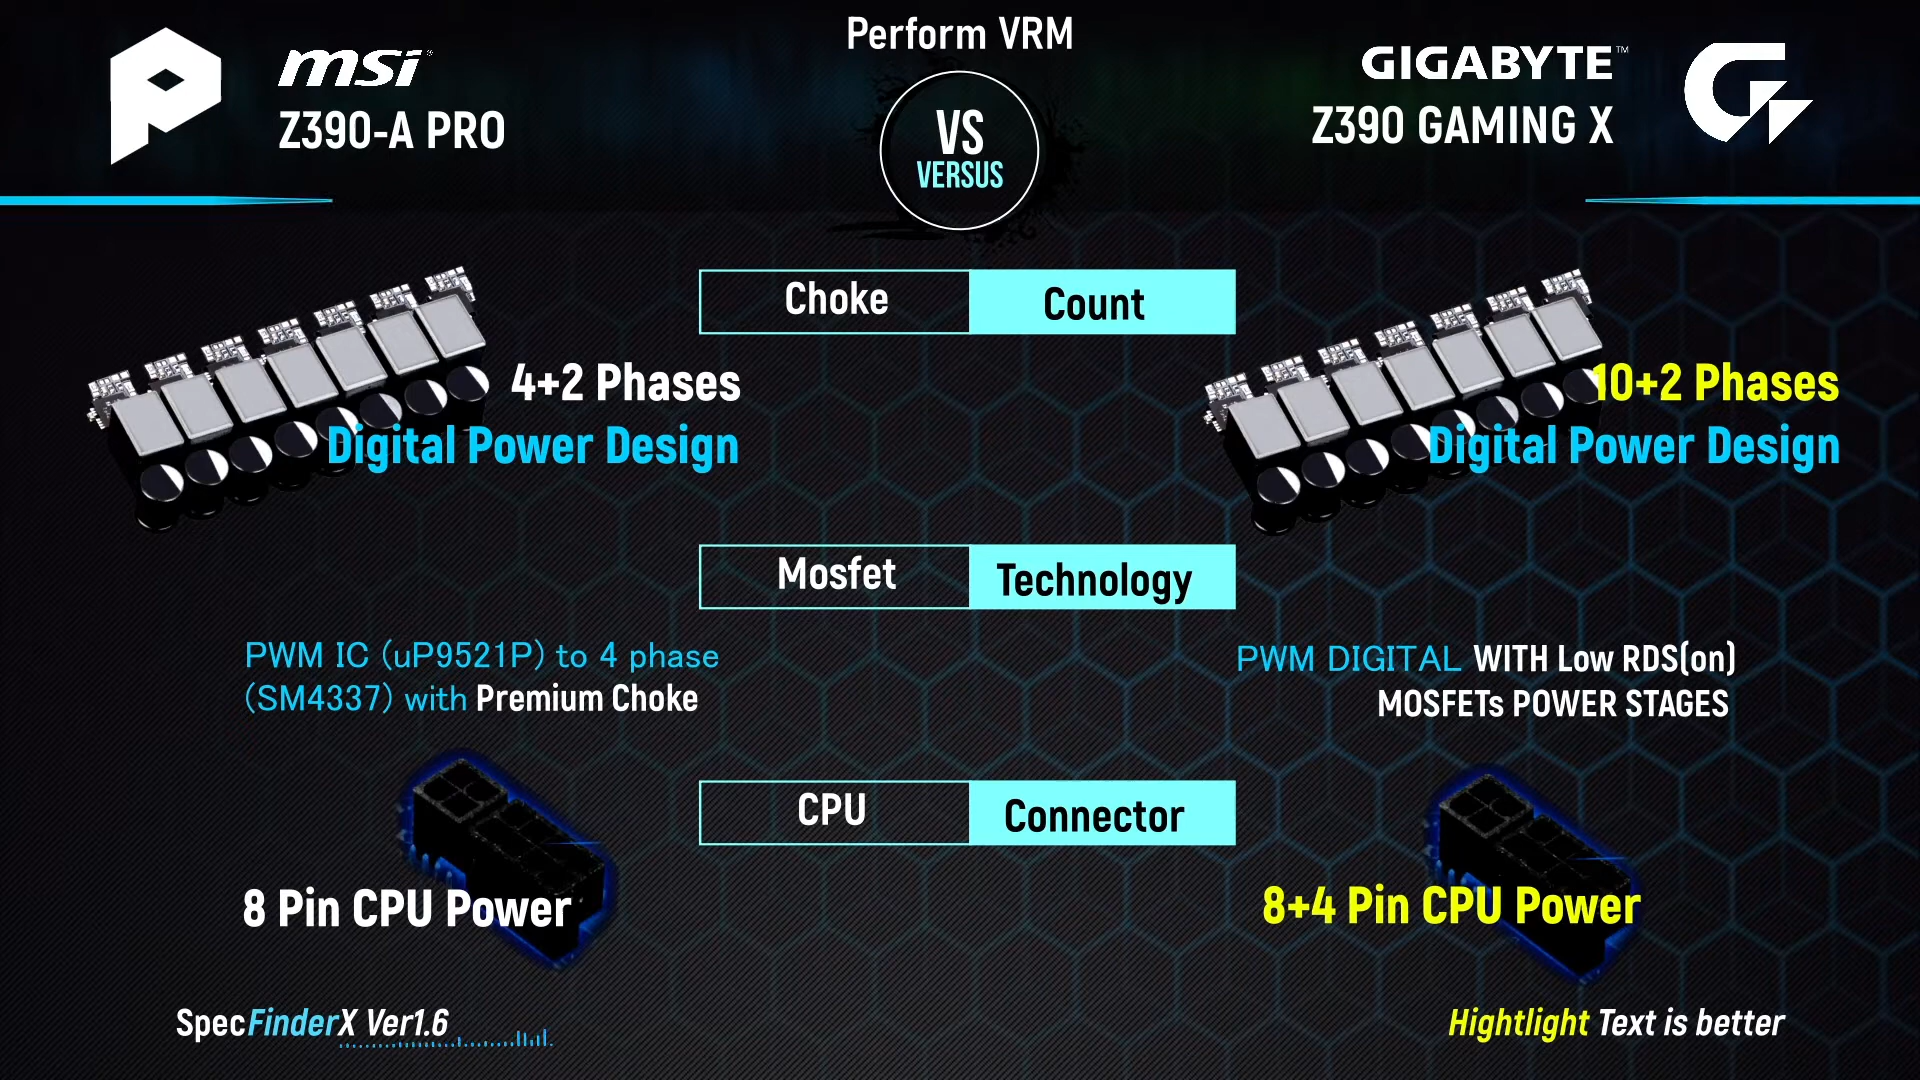 Perform VRM
msi
Z390-A PRO
VS
VERSUS
GIGABYTE™
Z390 GAMING X
Choke Count
4+2 Phases
Digital Power Design
10+2 Phases
Digital Power Design
Mosfet Technology
PWM IC (uP9521P) to 4 phase
(SM4337) with Premium Choke
PWM DIGITAL WITH Low RDS(on)
MOSFETs POWER STAGES
CPU Connector
8 Pin CPU Power
8+4 Pin CPU Power
SpecFinderX Ver1.6
Hightlight Text is better